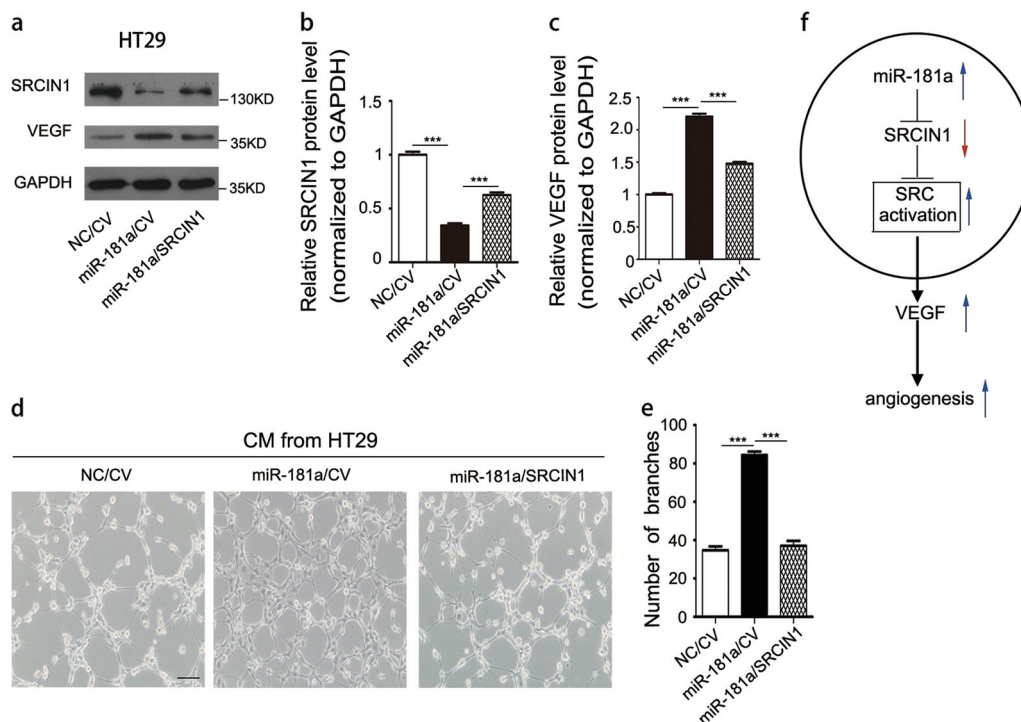 a
HT29
SRCIN1
130KD
VEGF
35KD
GAPDH
35KD
NC/CV
miR-181a/CV
miR-181a/SRCIN1
b
Relative SRCIN1 protein level
(normalized to GAPDH)
1.5
1
0.5
0
***
***
NC/CV
miR-181a/CV
miR-181a/SRCIN1
c
Relative VEGF protein level
(normalized to GAPDH)
2.5
2.0
1.5
1
0.5
0.0
***
***
NC/CV
miR-181a/CV
miR-181a/SRCIN1
d
CM from HT29
NC/CV
miR-181a/CV
miR-181a/SRCIN1
e
Number of branches
100
80
60
40
20
0
***
***
NC/CV
miR-181a/CV
miR-181a/SRCIN1
f
miR-181a
SRCIN1
SRC
activation
VEGF
angiogenesis